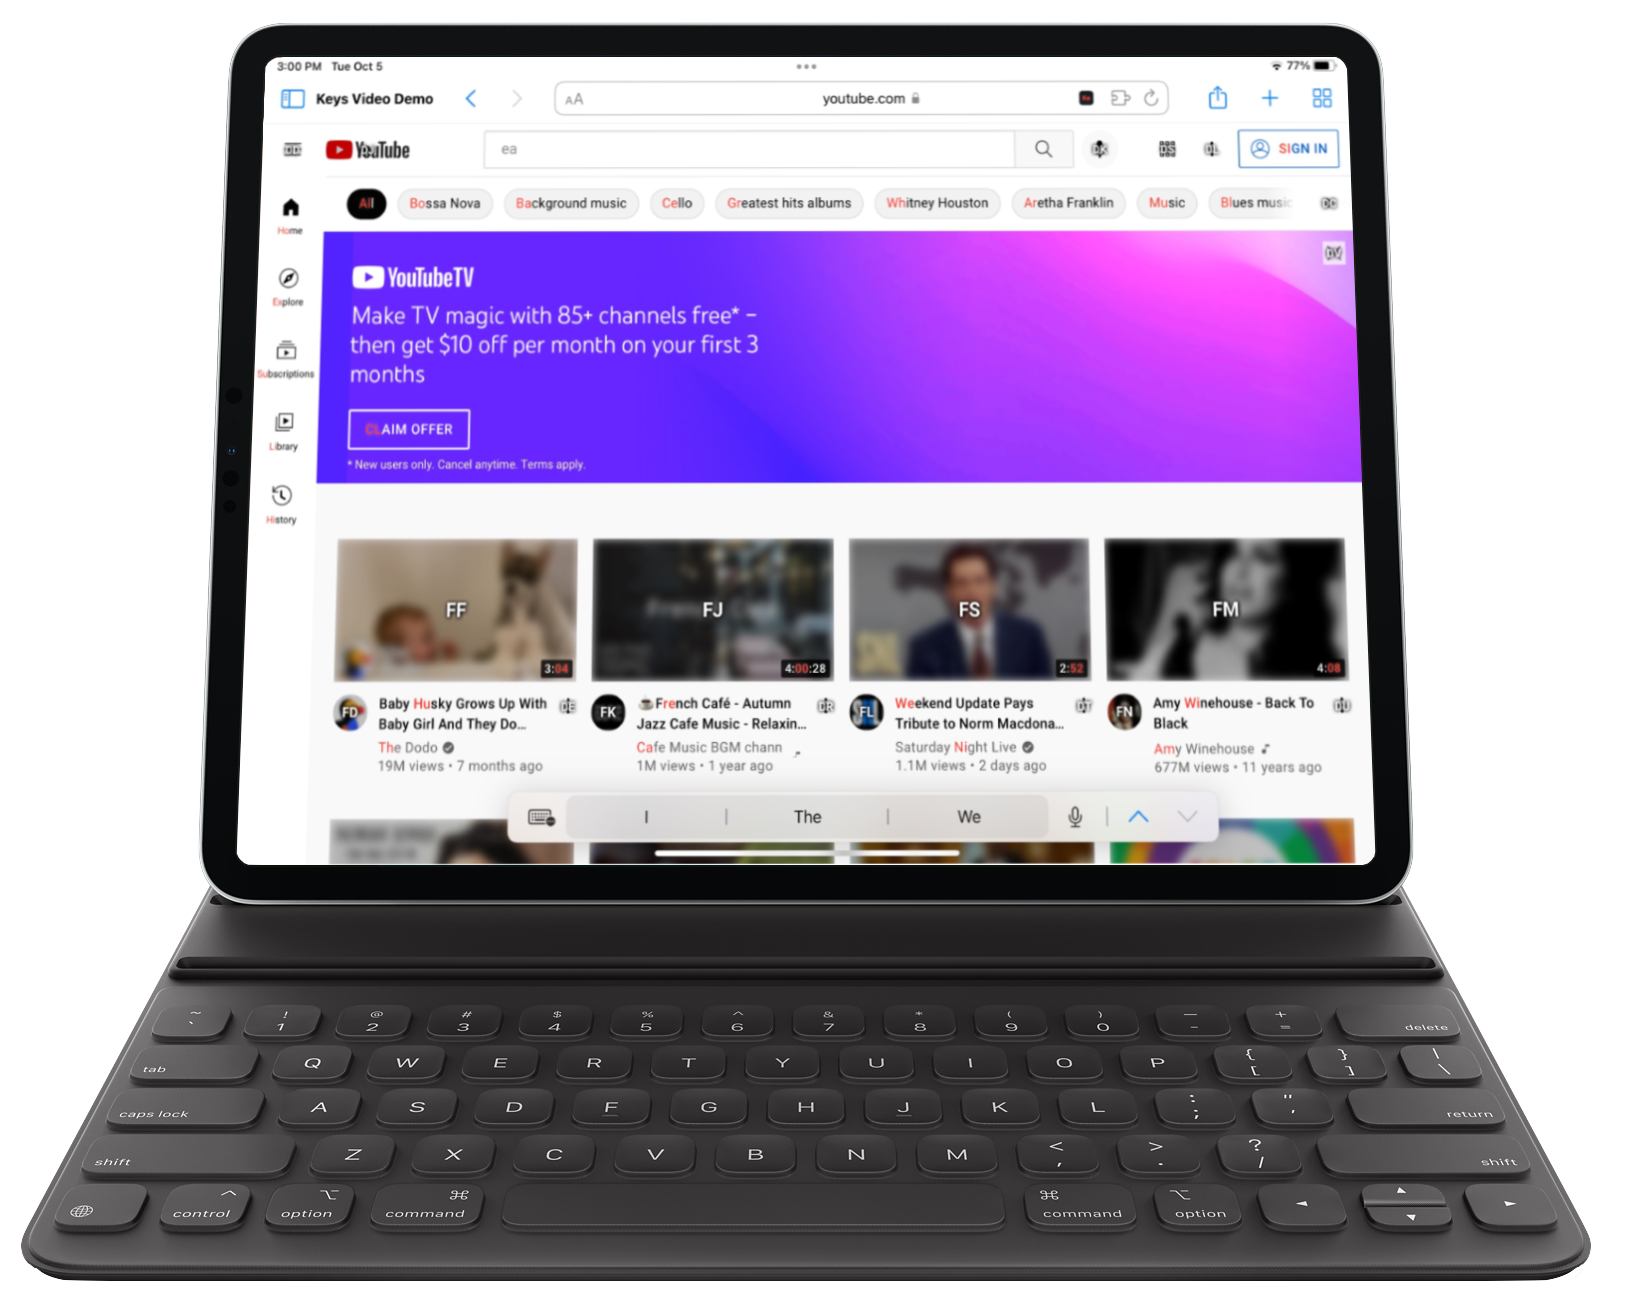 3:00 PM Tue Oct 5
77%
Keys Video Demo
AA
youtube.com
YouTube
ea
SIGN IN
All
Bossa Nova
Background music
Cello
Greatest hits albums
Whitney Houston
Aretha Franklin
Music
Blues music
Home
Explore
Subscriptions
Library
History
YouTubeTV
Make TV magic with 85+ channels free* –
then get $10 off per month on your first 3
months
CLAIM OFFER
* New users only. Cancel anytime. Terms apply.
FF
3:04
FJ
4:00:28
FS
2:52
FM
4:08
FD
Baby Husky Grows Up With
Baby Girl And They Do...
The Dodo
19M views • 7 months ago
FK
☕French Café - Autumn
Jazz Cafe Music - Relaxin...
Cafe Music BGM chann
1M views • 1 year ago
FL
Weekend Update Pays
Tribute to Norm Macdona...
Saturday Night Live
1.1M views • 2 days ago
FN
Amy Winehouse - Back To
Black
Amy Winehouse
677M views • 11 years ago
I
The
We
~ ! @ # $ % ^ & * ( ) — +
` 1 2 3 4 5 6 7 8 9 0 - = delete
tab Q W E R T Y U I O P { [ } ] | \
caps lock A S D F G H J K L : ; " ' return
shift Z X C V B N M < , > . ? / shift
control option command command option